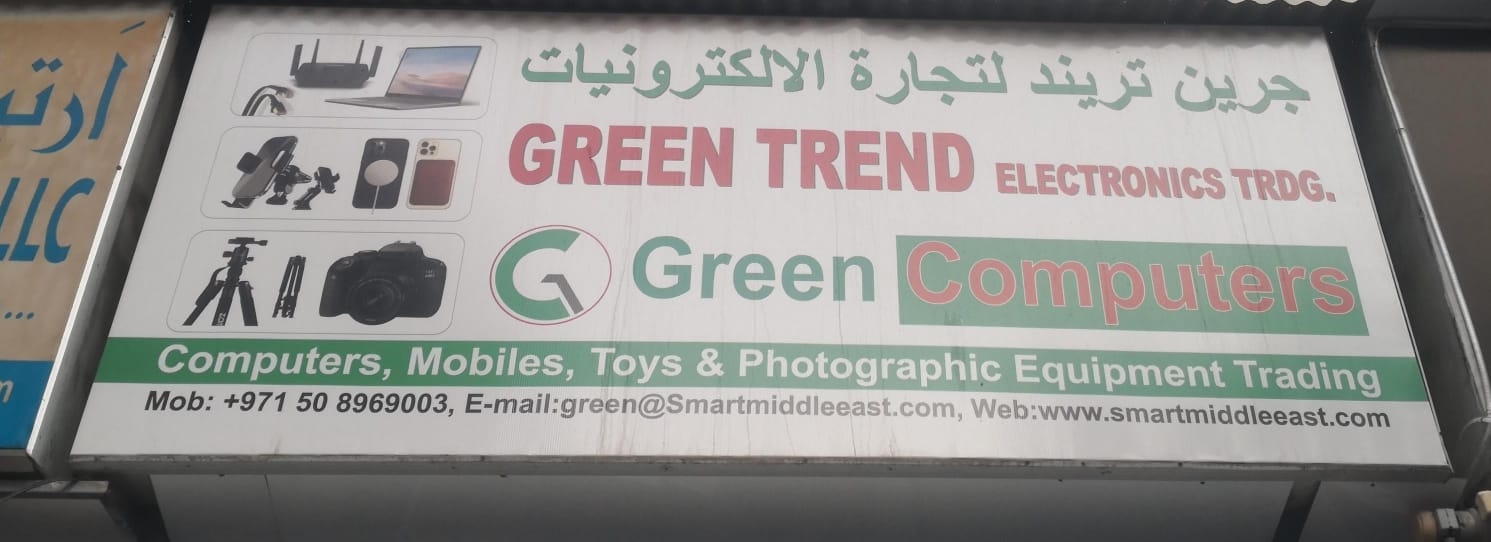 جرين تريند لتجارة الالكترونيات
GREEN TREND ELECTRONICS TRDG.
Green Computers
Computers, Mobiles, Toys & Photographic Equipment Trading
Mob: +971 50 8969003, E-mail:green@Smartmiddleeast.com, Web:www.smartmiddleeast.com
LLC